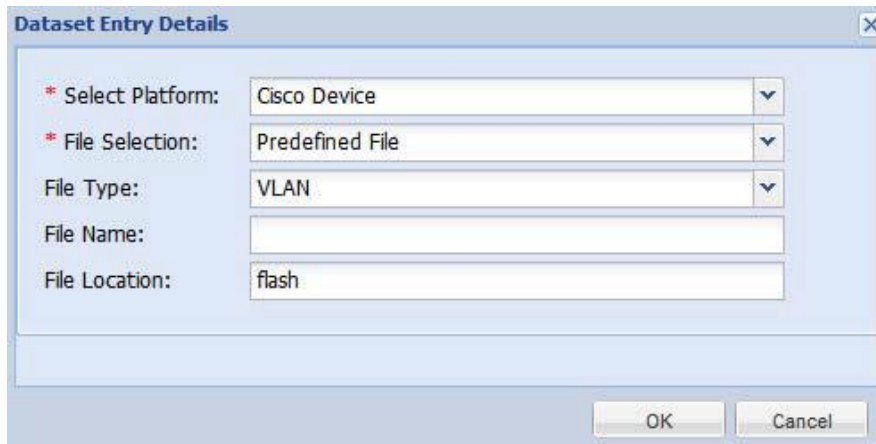 Dataset Entry Details
* Select Platform: Cisco Device
* File Selection: Predefined File
File Type: VLAN
File Name:
File Location: flash
OK Cancel